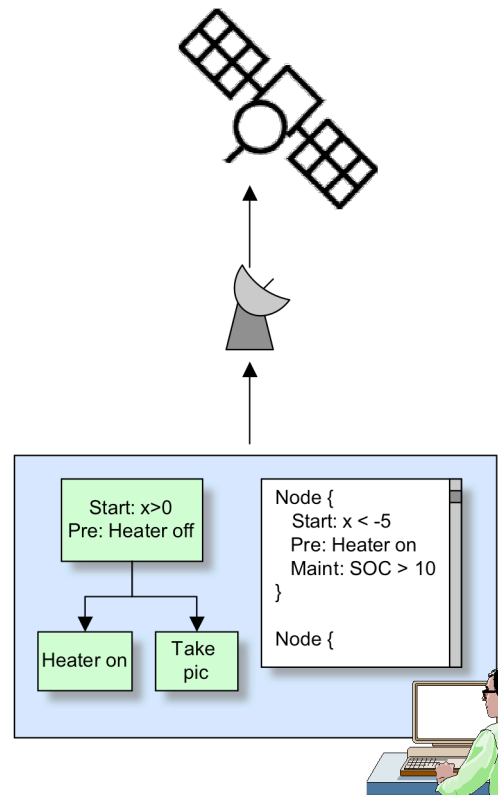 Start: x>0
Pre: Heater off
Heater on
Take
pic
Node {
Start: x < -5
Pre: Heater on
Maint: SOC > 10
}
Node {